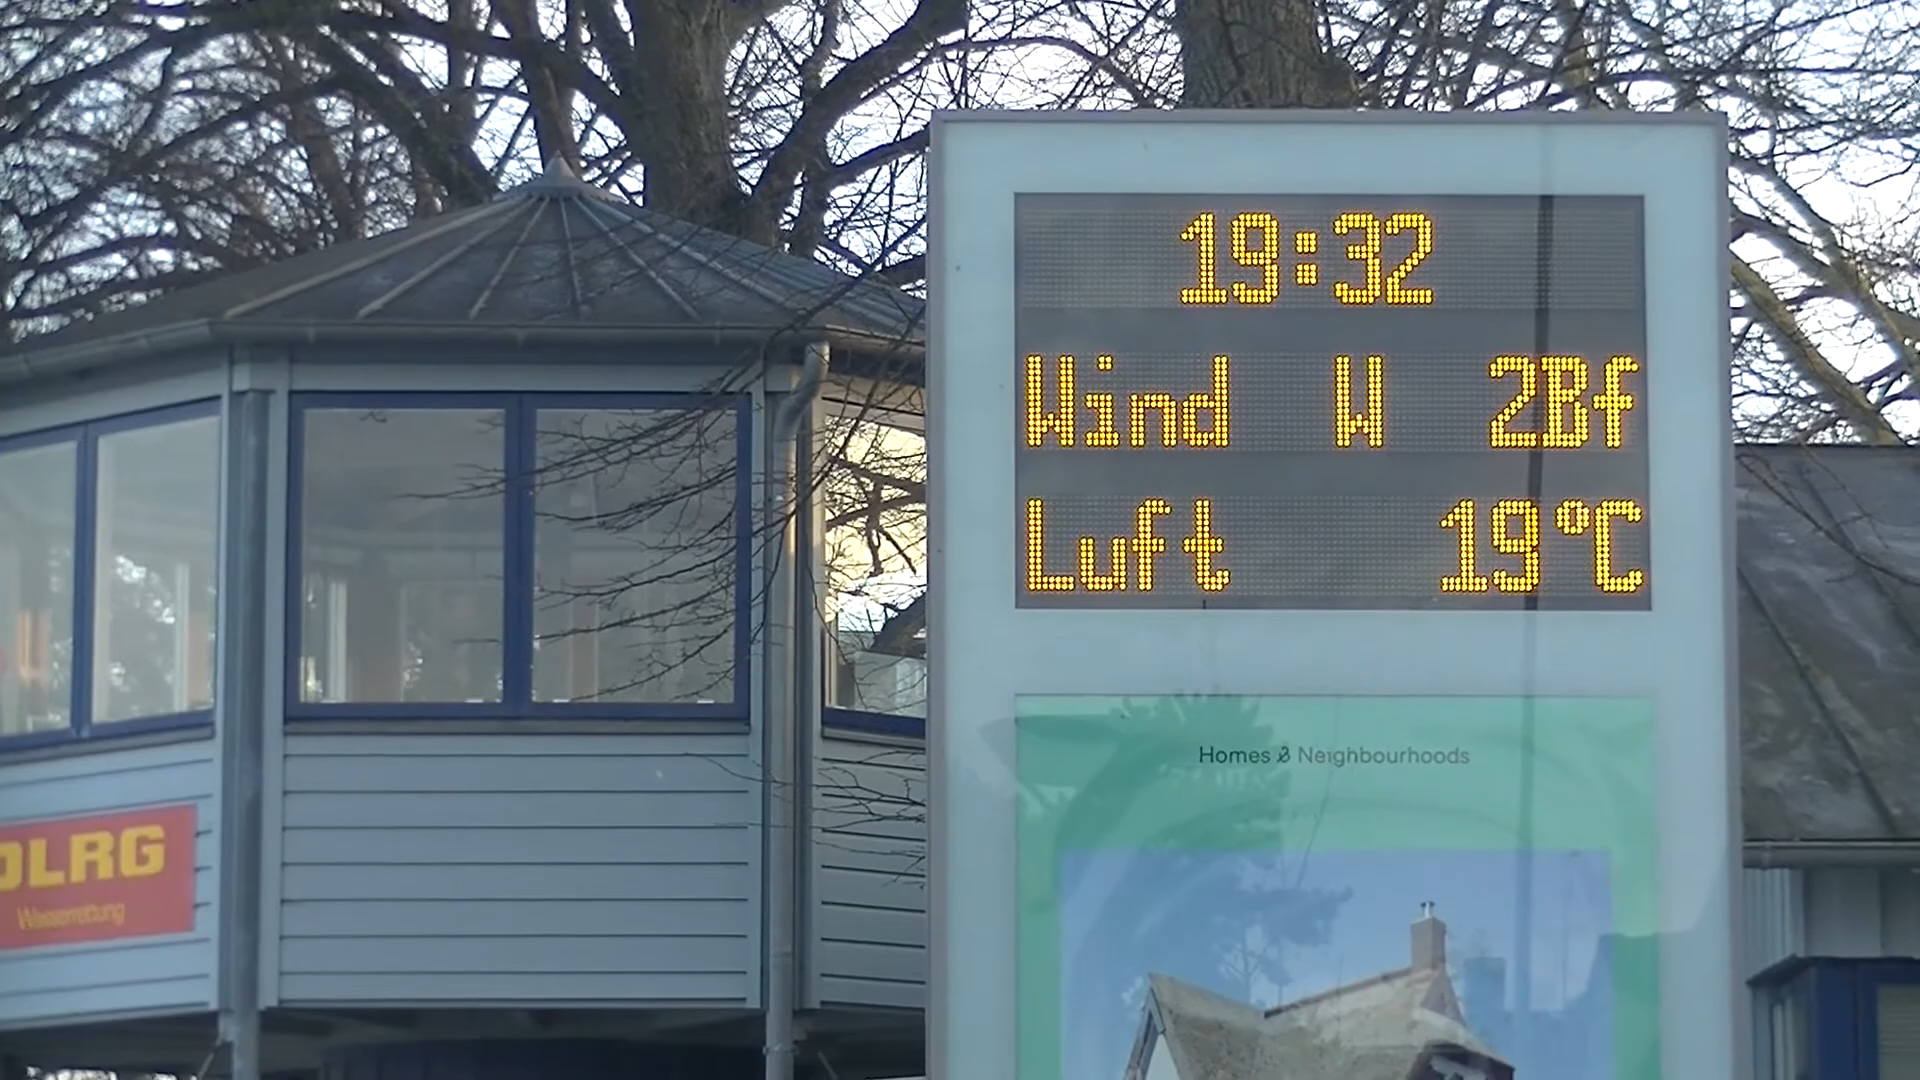 19:32
Wind W 2Bf
Luft 19°C
Homes & Neighbourhoods
DLRG
Wasserrettung